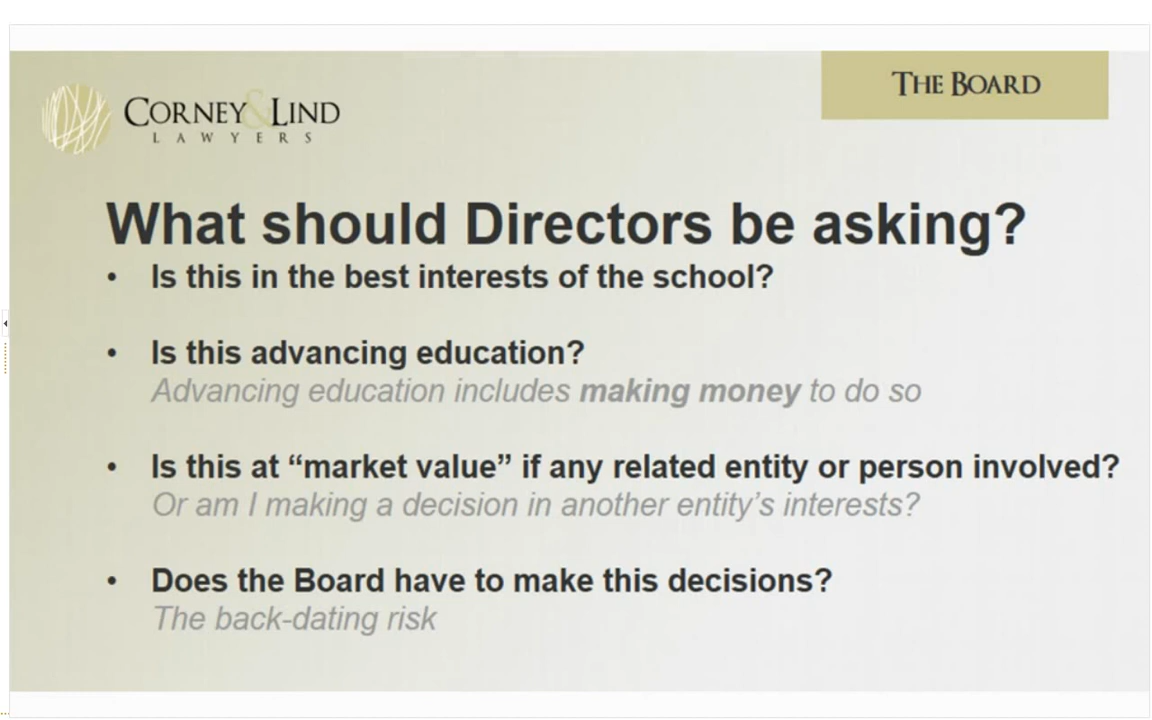 THE BOARD
CORNEY & LIND
LAWYERS
What should Directors be asking?
• Is this in the best interests of the school?
• Is this advancing education?
Advancing education includes making money to do so
• Is this at “market value” if any related entity or person involved?
Or am I making a decision in another entity’s interests?
• Does the Board have to make this decisions?
The back-dating risk